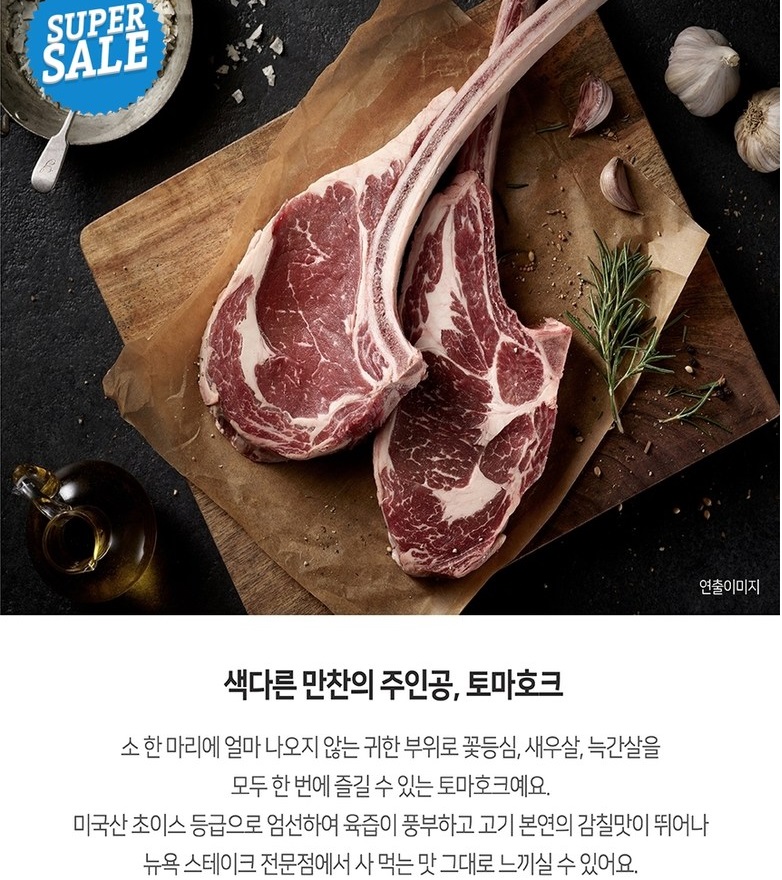 SUPER
SALE
연출이미지
색다른 만찬의 주인공, 토마호크
소 한 마리에 얼마 나오지 않는 귀한 부위로 꽃등심, 새우살, 늑간살을
모두 한 번에 즐길 수 있는 토마호크예요.
미국산 초이스 등급으로 엄선하여 육즙이 풍부하고 고기 본연의 감칠맛이 뛰어나
뉴욕 스테이크 전문점에서 사 먹는 맛 그대로 느끼실 수 있어요.